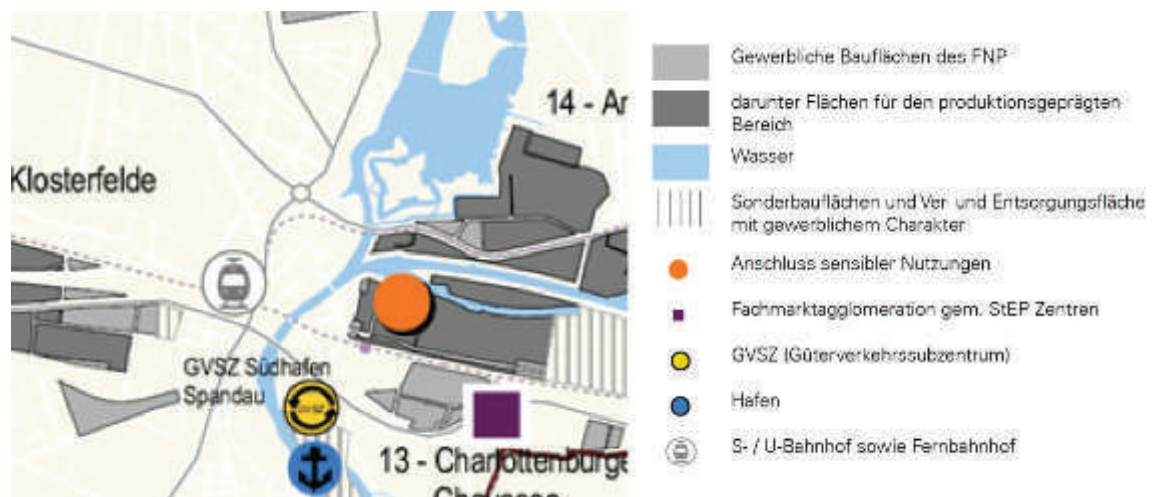 14 - Ar
Klosterfelde
GVSZ Südhafen
Spandau
13 - Charlottenburge
Chaussee
Gewerbliche Bauflächen des FNP
darunter Flächen für den produktionsgeprägten
Bereich
Wasser
Sonderbauflächen und Ver- und Entsorgungsfläche
mit gewerblichem Charakter
Anschluss sensibler Nutzungen
Fachmarktagglomeration gem. StEP Zentren
GVSZ (Güterverkehrssubzentrum)
Hafen
S- / U-Bahnhof sowie Fernbahnhof